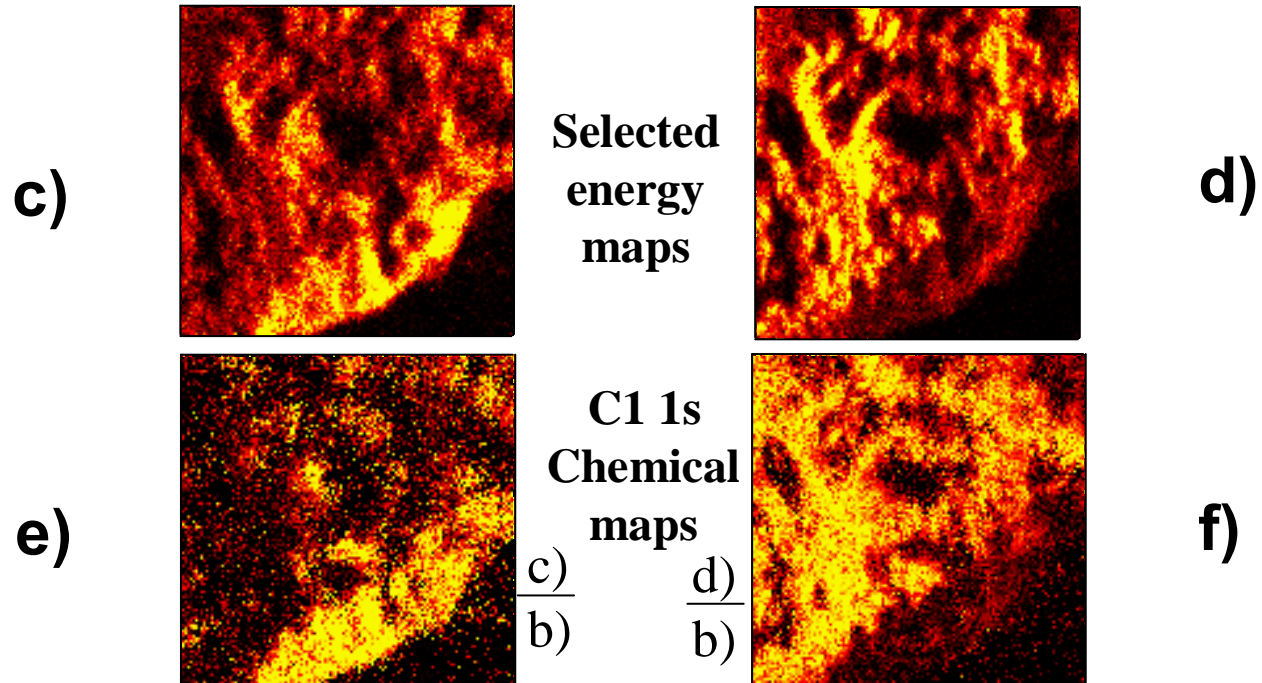 c)
Selected
energy
maps
d)
e)
C1 1s
Chemical
maps
c)
b)
d)
b)
f)